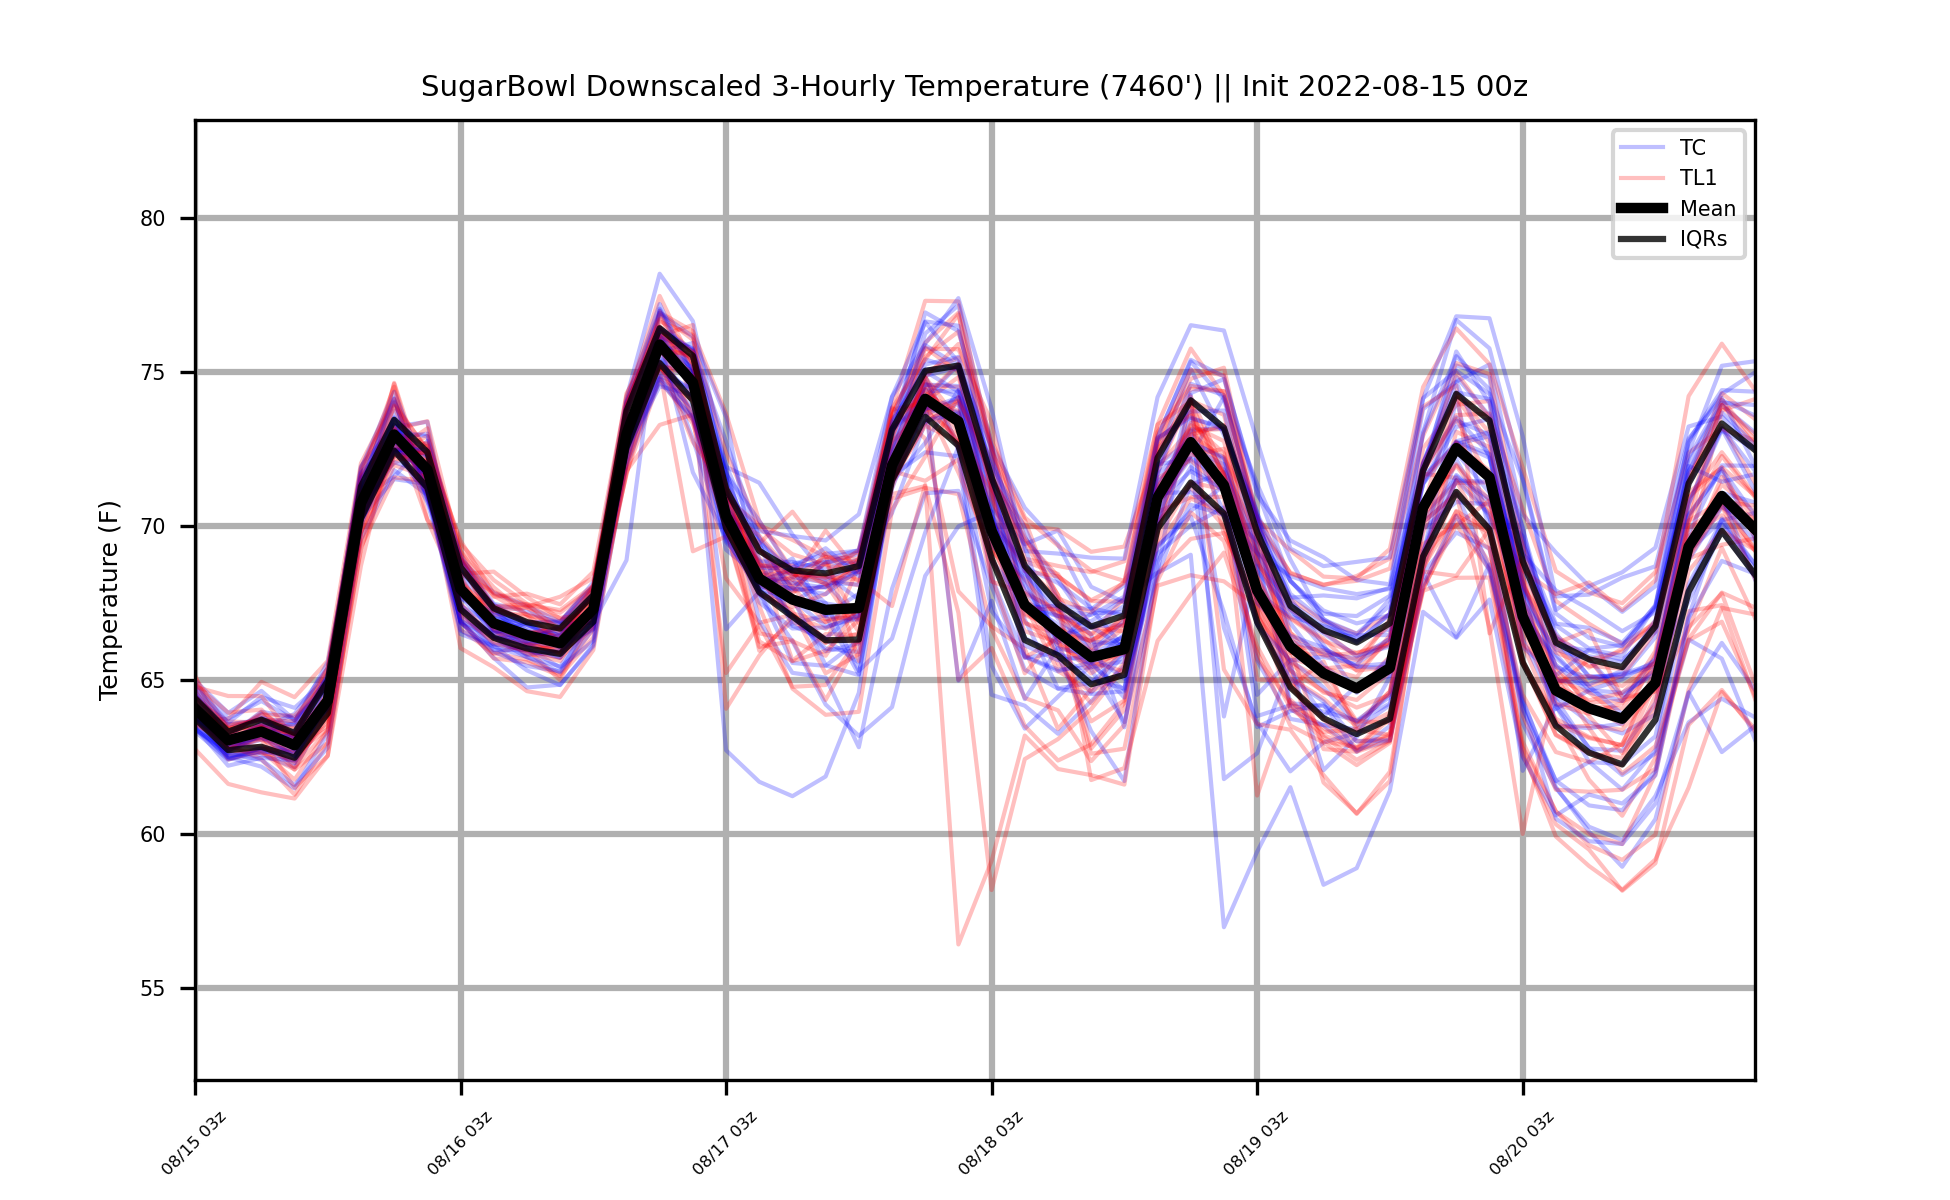 SugarBowl Downscaled 3-Hourly Temperature (7460') || Init 2022-08-15 00z
TC
TL1
Mean
IQRs
Temperature (F)
80
75
70
65
60
55
08/15 03z
08/16 03z
08/17 03z
08/18 03z
08/19 03z
08/20 03z